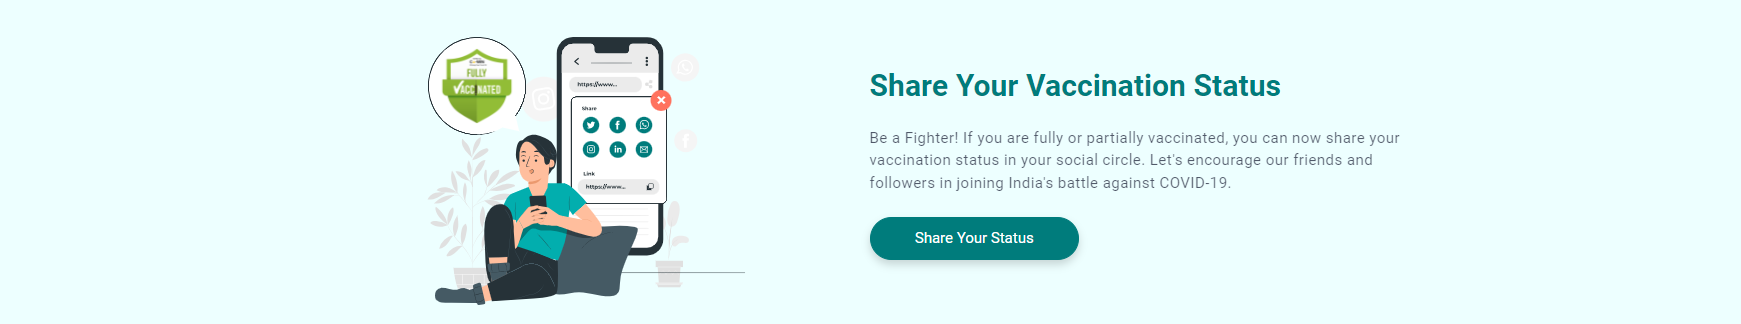 FULLY
VACCINATED
https://www...
Share
Link
https://www...
Share Your Vaccination Status
Be a Fighter! If you are fully or partially vaccinated, you can now share your
vaccination status in your social circle. Let's encourage our friends and
followers in joining India's battle against COVID-19.
Share Your Status